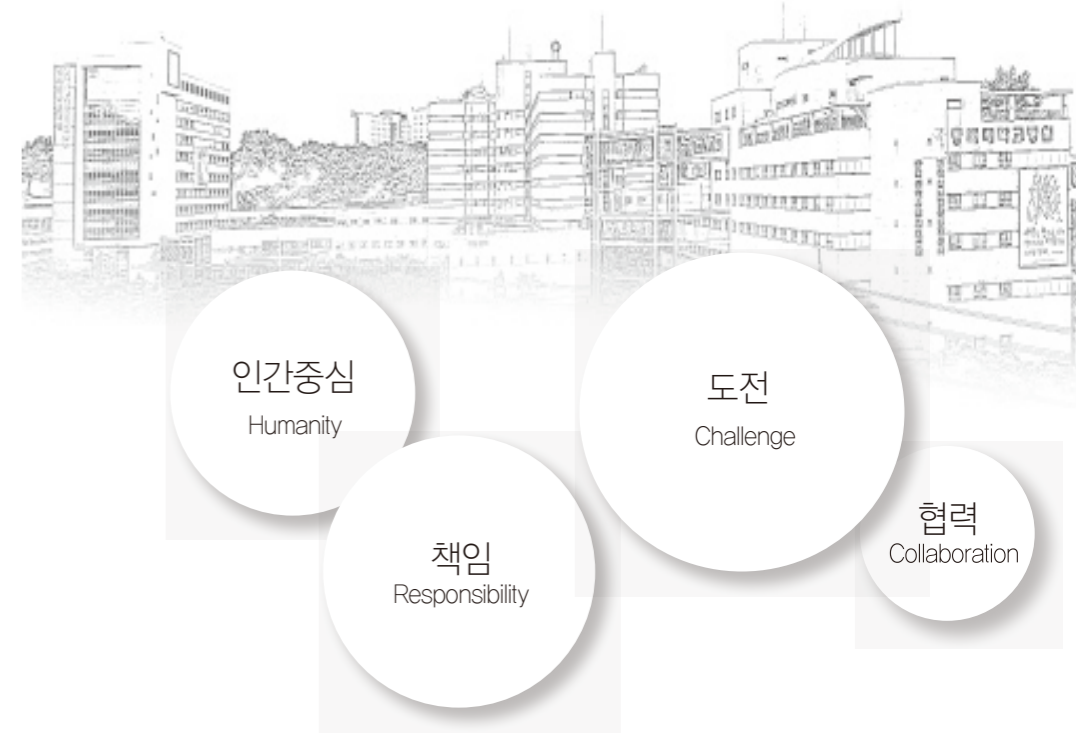 인간중심
Humanity
책임
Responsibility
도전
Challenge
협력
Collaboration